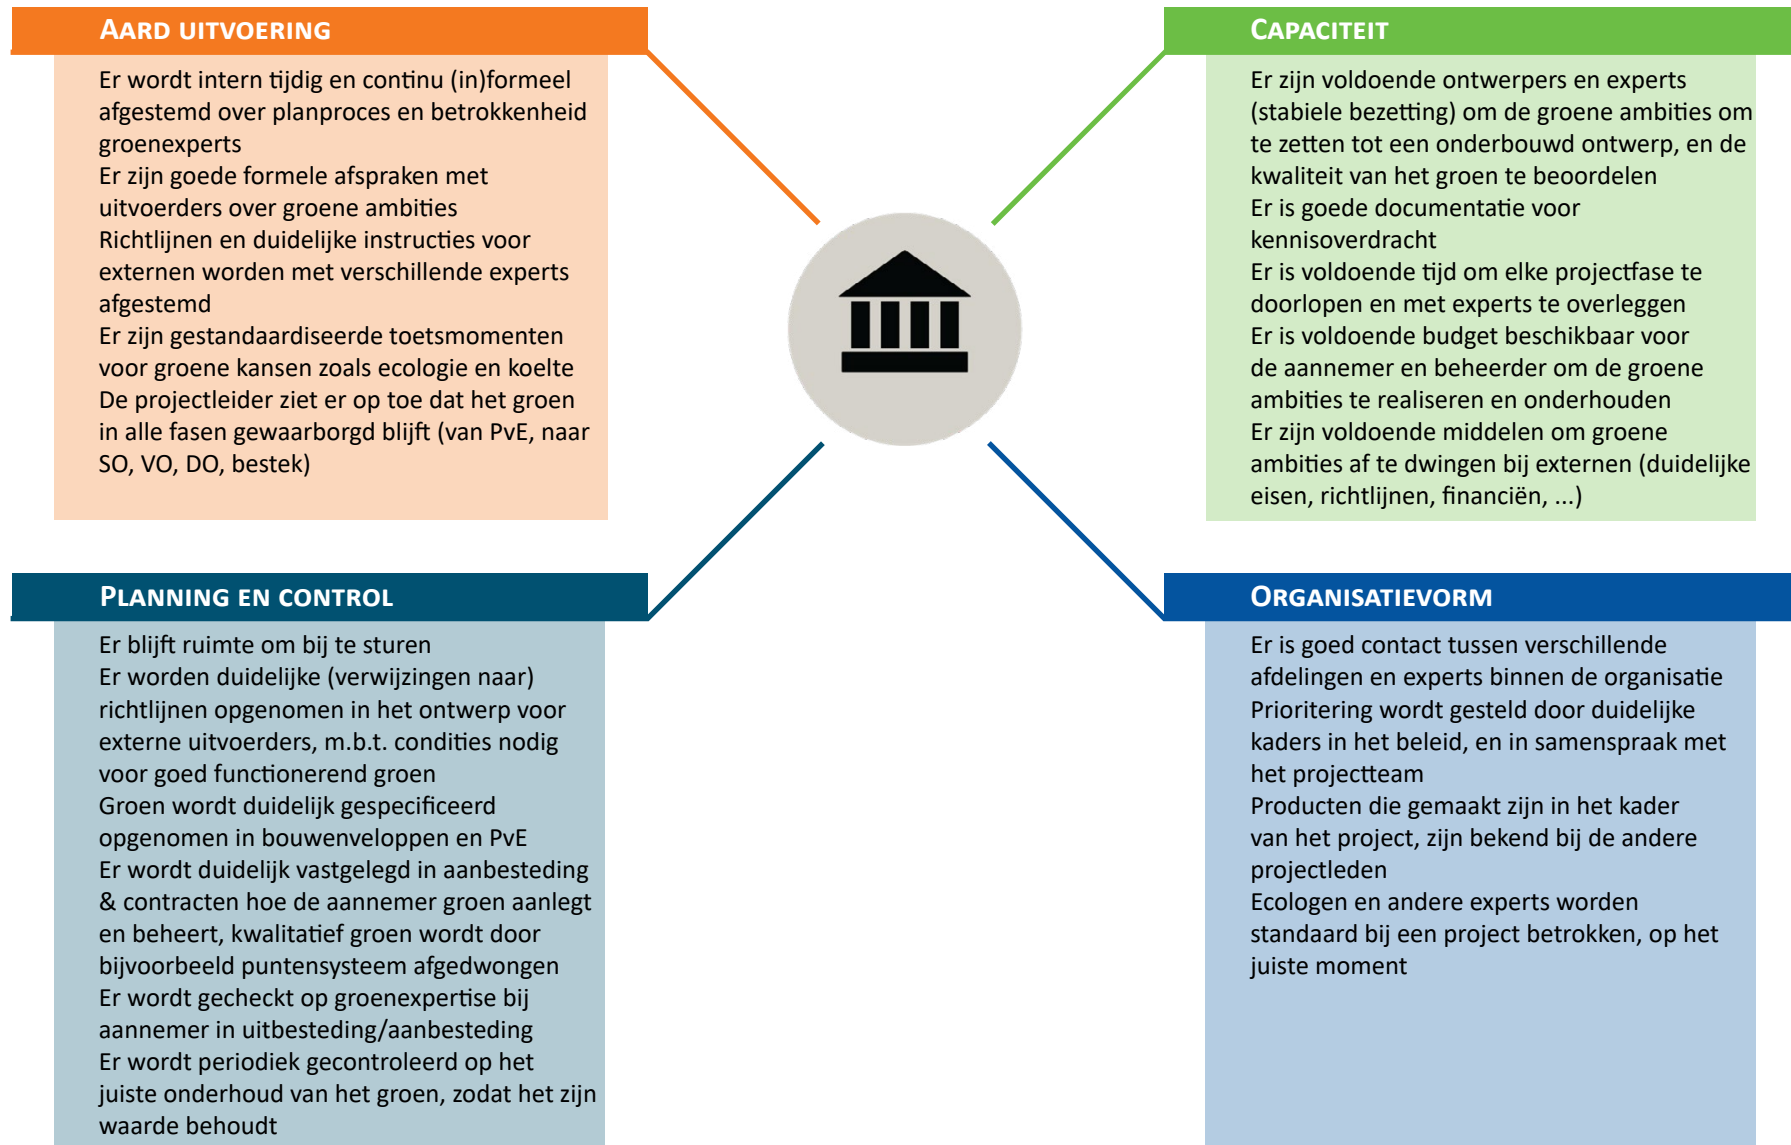 AARD UITVOERING
Er wordt intern tijdig en continu (in)formeel
afgestemd over planproces en betrokkenheid
groenexperts
Er zijn goede formele afspraken met
uitvoerders over groene ambities
Richtlijnen en duidelijke instructies voor
externen worden met verschillende experts
afgestemd
Er zijn gestandaardiseerde toetsmomenten
voor groene kansen zoals ecologie en koelte
De projectleider ziet er op toe dat het groen
in alle fasen gewaarborgd blijft (van PvE, naar
SO, VO, DO, bestek)
CAPACITEIT
Er zijn voldoende ontwerpers en experts
(stabiele bezetting) om de groene ambities om
te zetten tot een onderbouwd ontwerp, en de
kwaliteit van het groen te beoordelen
Er is goede documentatie voor
kennisoverdracht
Er is voldoende tijd om elke projectfase te
doorlopen en met experts te overleggen
Er is voldoende budget beschikbaar voor
de aannemer en beheerder om de groene
ambities te realiseren en onderhouden
Er zijn voldoende middelen om groene
ambities af te dwingen bij externen (duidelijke
eisen, richtlijnen, financiën, ...)
PLANNING EN CONTROL
Er blijft ruimte om bij te sturen
Er worden duidelijke (verwijzingen naar)
richtlijnen opgenomen in het ontwerp voor
externe uitvoerders, m.b.t. condities nodig
voor goed functionerend groen
Groen wordt duidelijk gespecificeerd
opgenomen in bouwenveloppen en PvE
Er wordt duidelijk vastgelegd in aanbesteding
& contracten hoe de aannemer groen aanlegt
en beheert, kwalitatief groen wordt door
bijvoorbeeld puntensysteem afgedwongen
Er wordt gecheckt op groenexpertise bij
aannemer in uitbesteding/aanbesteding
Er wordt periodiek gecontroleerd op het
juiste onderhoud van het groen, zodat het zijn
waarde behoudt
ORGANISATIEVORM
Er is goed contact tussen verschillende
afdelingen en experts binnen de organisatie
Prioritering wordt gesteld door duidelijke
kaders in het beleid, en in samenspraak met
het projectteam
Producten die gemaakt zijn in het kader
van het project, zijn bekend bij de andere
projectleden
Ecologen en andere experts worden
standaard bij een project betrokken, op het
juiste moment